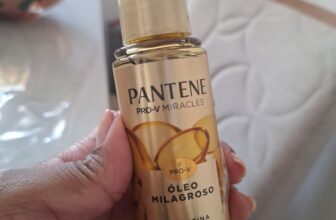 PANTENE
PRO-V MIRACLES
PRO-V
ÓLEO
MILAGROSO